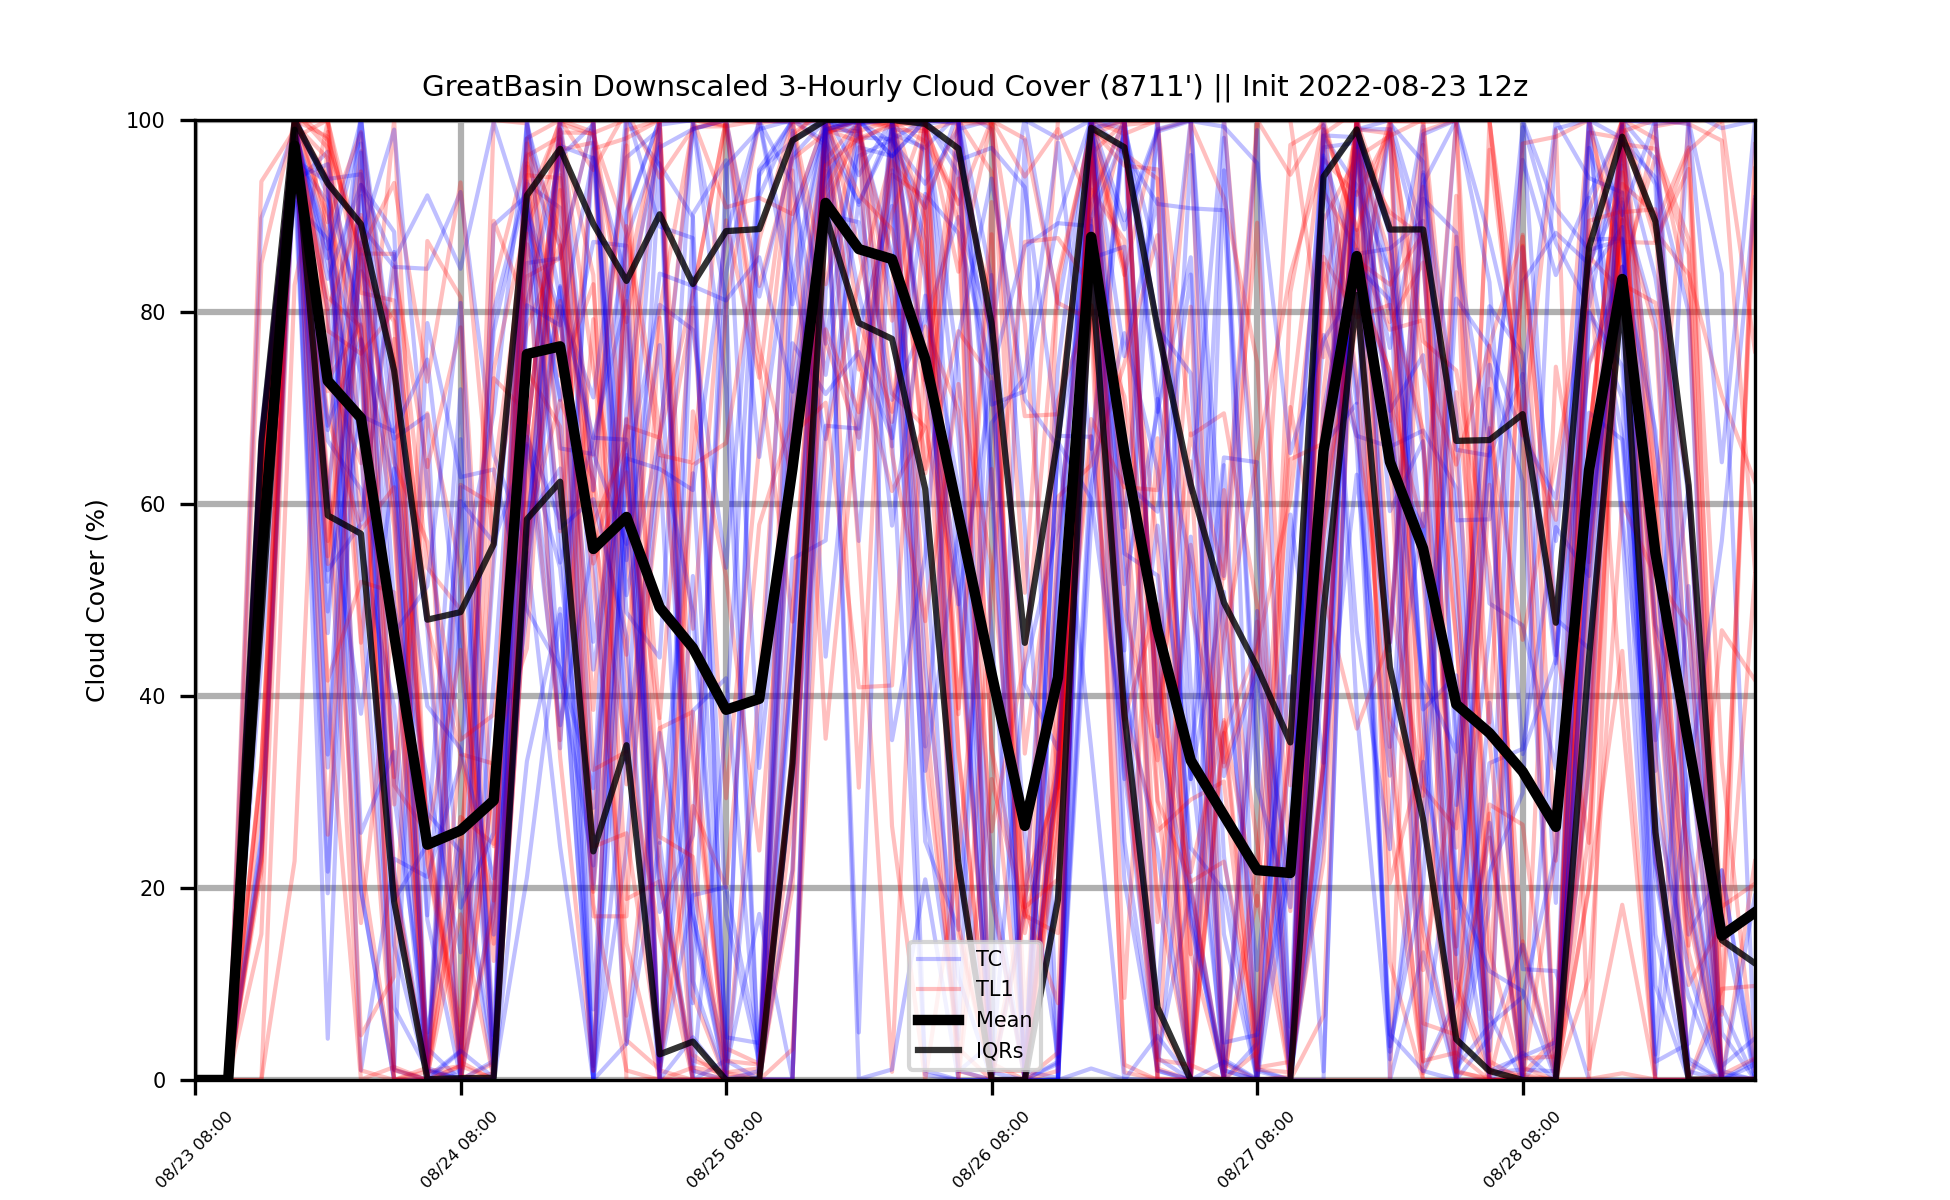 GreatBasin Downscaled 3-Hourly Cloud Cover (8711') || Init 2022-08-23 12z
Cloud Cover (%)
100
80
60
40
20
0
TC
TL1
Mean
IQRs
08/23 08:00
08/24 08:00
08/25 08:00
08/26 08:00
08/27 08:00
08/28 08:00